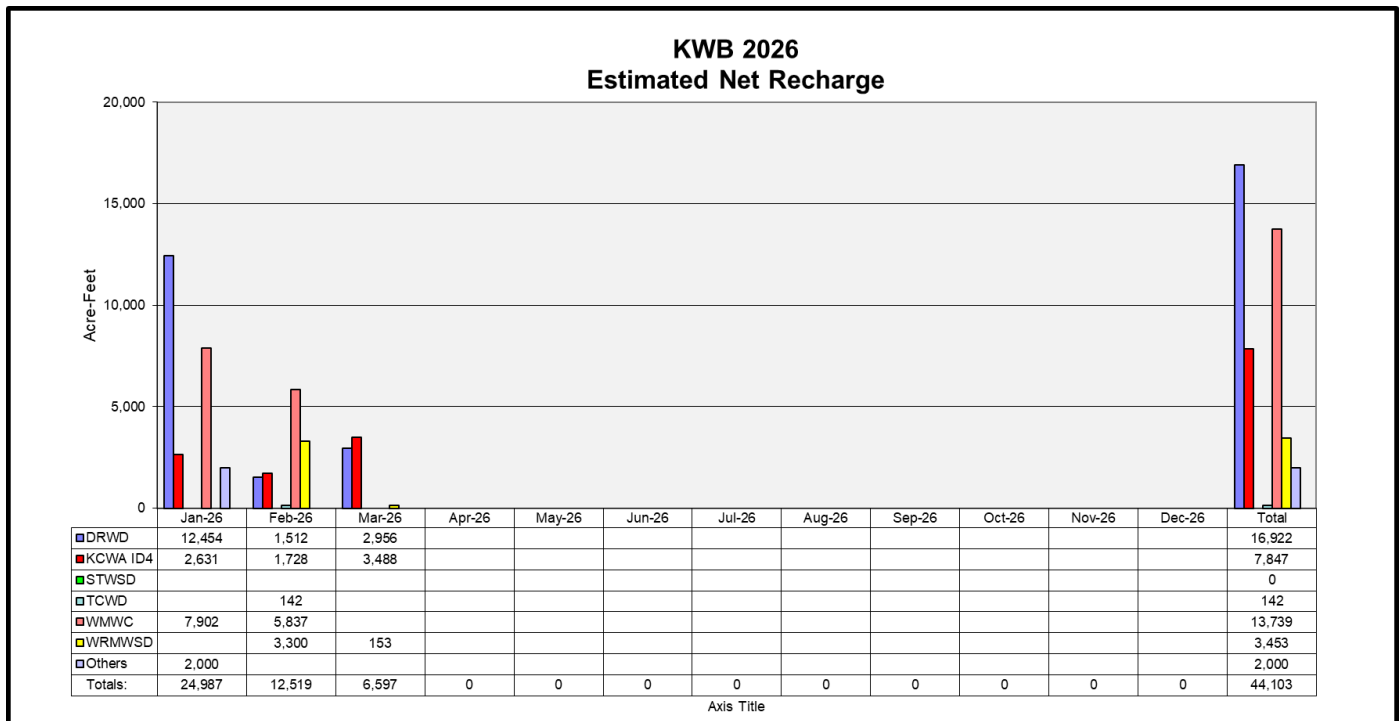 KWB 2026
Estimated Net Recharge
20,000
15,000
10,000
5,000
0
Acre-Feet
Jan-26 Feb-26 Mar-26 Apr-26 May-26 Jun-26 Jul-26 Aug-26 Sep-26 Oct-26 Nov-26 Dec-26 Total
DRWD 12,454 1,512 2,956 16,922
KCWA ID4 2,631 1,728 3,488 7,847
STWSD 0
TCWD 142 142
WMWC 7,902 5,837 13,739
WRMWSD 3,300 153 3,453
Others 2,000 2,000
Totals: 24,987 12,519 6,597 0 0 0 0 0 0 0 0 0 44,103
Axis Title